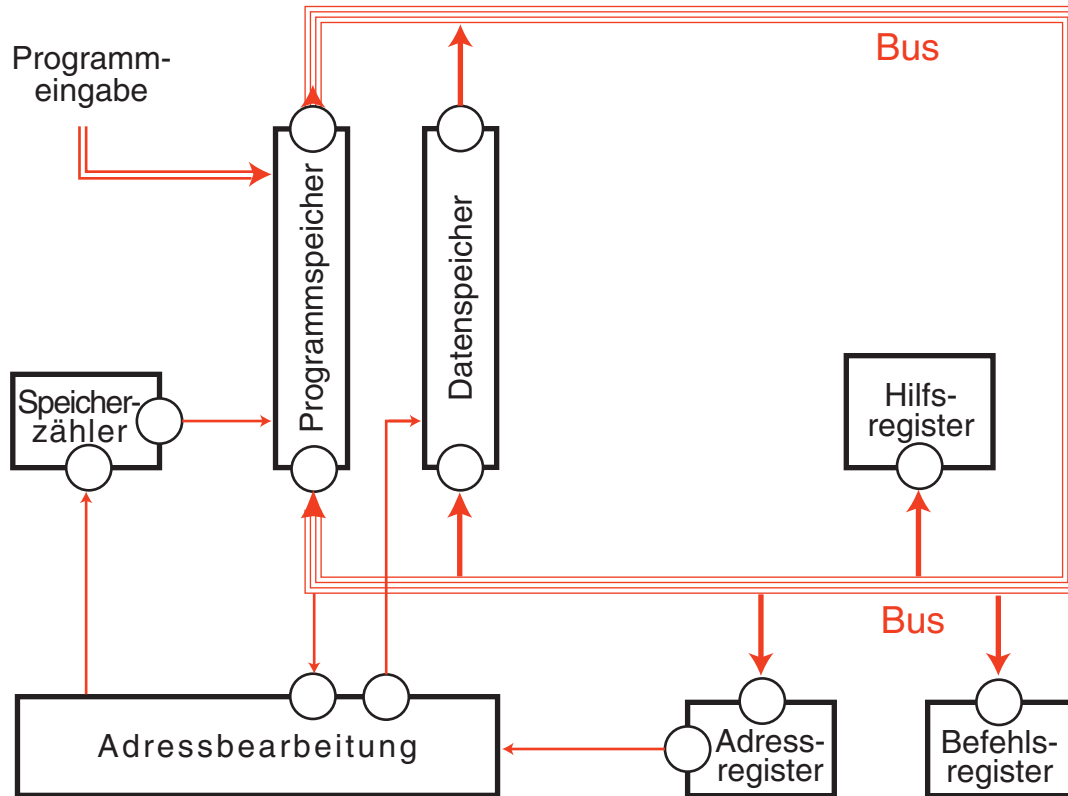 Bus
Programm-
eingabe
Programmspeicher
Datenspeicher
Speicher-
zähler
Hilfs-
register
Bus
Adressbearbeitung
Adress-
register
Befehls-
register